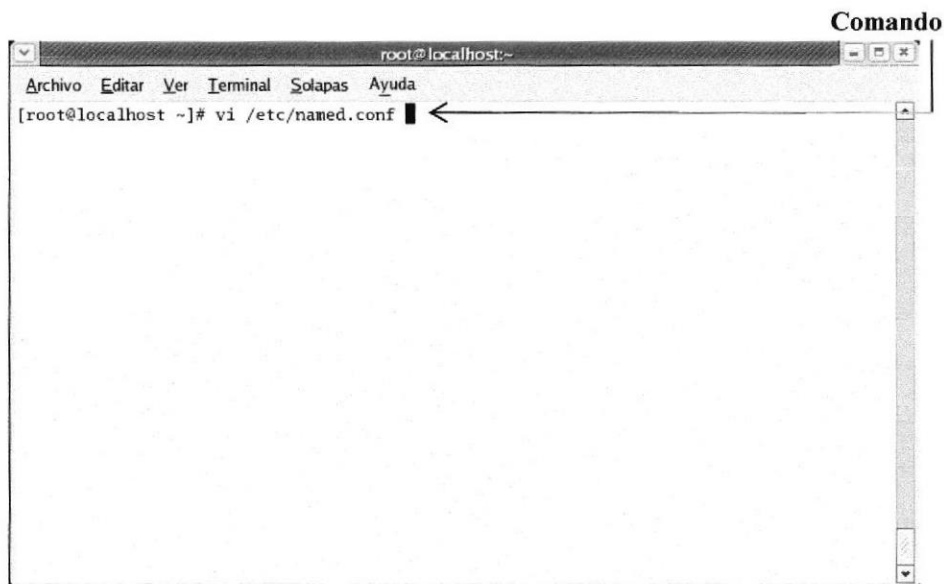 Comando
root@localhost:~
Archivo Editar Ver Terminal Solapas Ayuda
[root@localhost ~]# vi /etc/named.conf